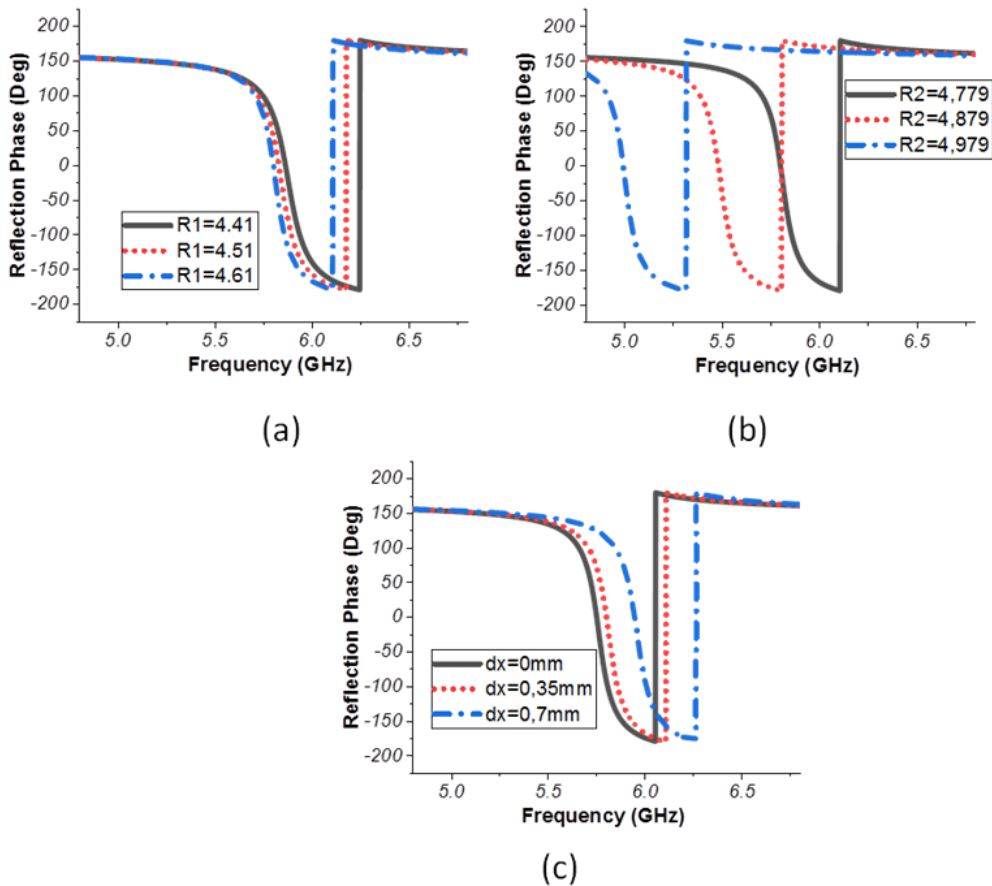 Reflection Phase (Deg)
200
150
100
50
0
-50
-100
-150
-200
R1=4.41
R1=4.51
R1=4.61
5.0 5.5 6.0 6.5
Frequency (GHz)
(a)
Reflection Phase (Deg)
200
150
100
50
0
-50
-100
-150
-200
R2=4,779
R2=4,879
R2=4,979
5.0 5.5 6.0 6.5
Frequency (GHz)
(b)
Reflection Phase (Deg)
200
150
100
50
0
-50
-100
-150
-200
dx=0mm
dx=0,35mm
dx=0,7mm
5.0 5.5 6.0 6.5
Frequency (GHz)
(c)